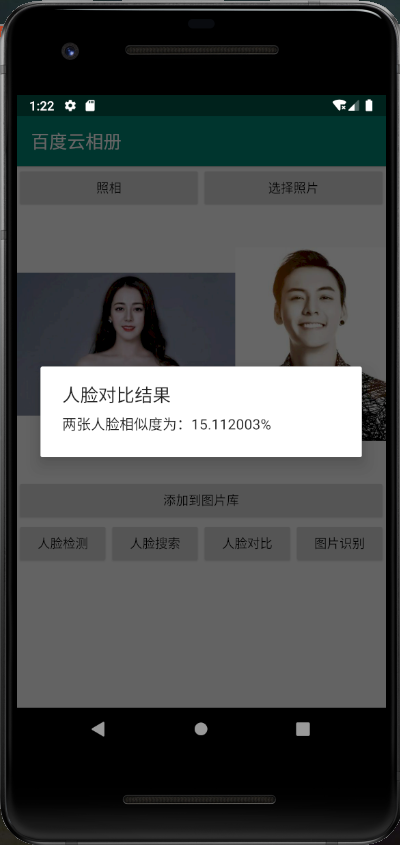 1:22
百度云相册
照相
选择照片
人脸对比结果
两张人脸相似度为：15.112003%
添加到图片库
人脸检测
人脸搜索
人脸对比
图片识别